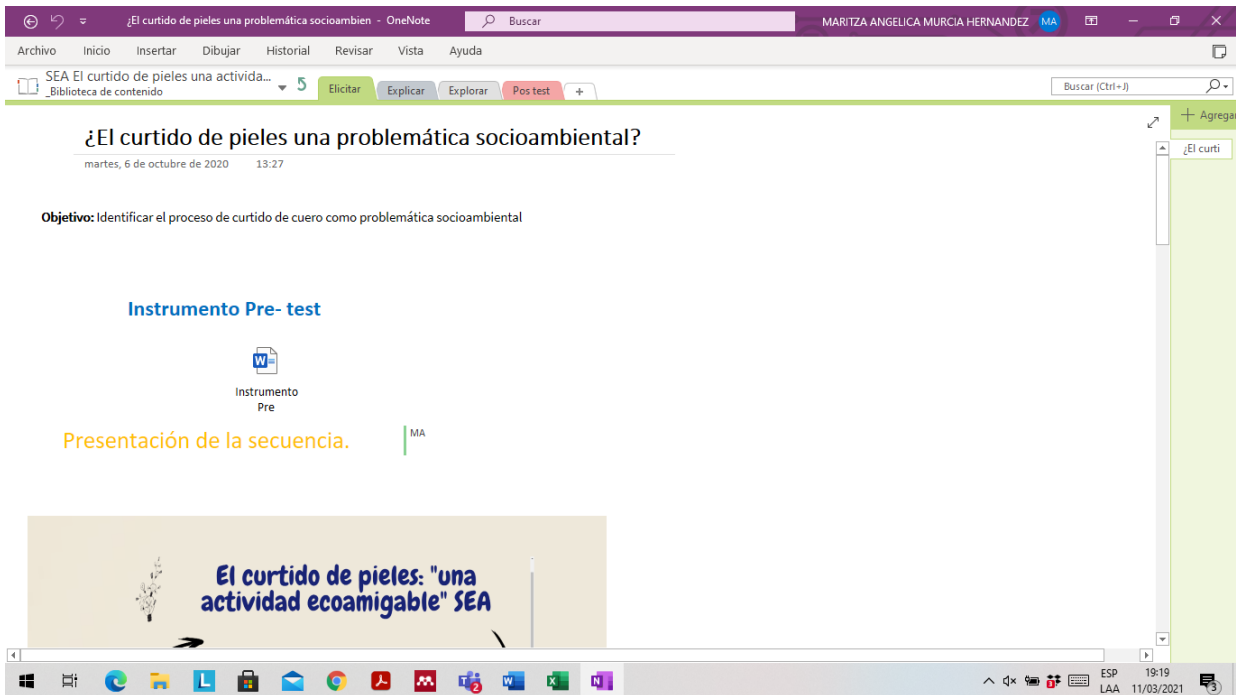 ¿El curtido de pieles una problemática socioambien - OneNote
Buscar
MARITZA ANGELICA MURCIA HERNANDEZ MA
Archivo Inicio Insertar Dibujar Historial Revisar Vista Ayuda
SEA El curtido de pieles una activida...
_Biblioteca de contenido
Elicitar Explicar Explorar Pos test +
Buscar (Ctrl+J)
Agregar
¿El curtido de pieles una problemática socioambiental?
¿El curti
martes, 6 de octubre de 2020 13:27
Objetivo: Identificar el proceso de curtido de cuero como problemática socioambiental
Instrumento Pre- test
Instrumento
Pre
Presentación de la secuencia.
MA
El curtido de pieles: "una
actividad ecoamigable" SEA
ESP 19:19
LAA 11/03/2021